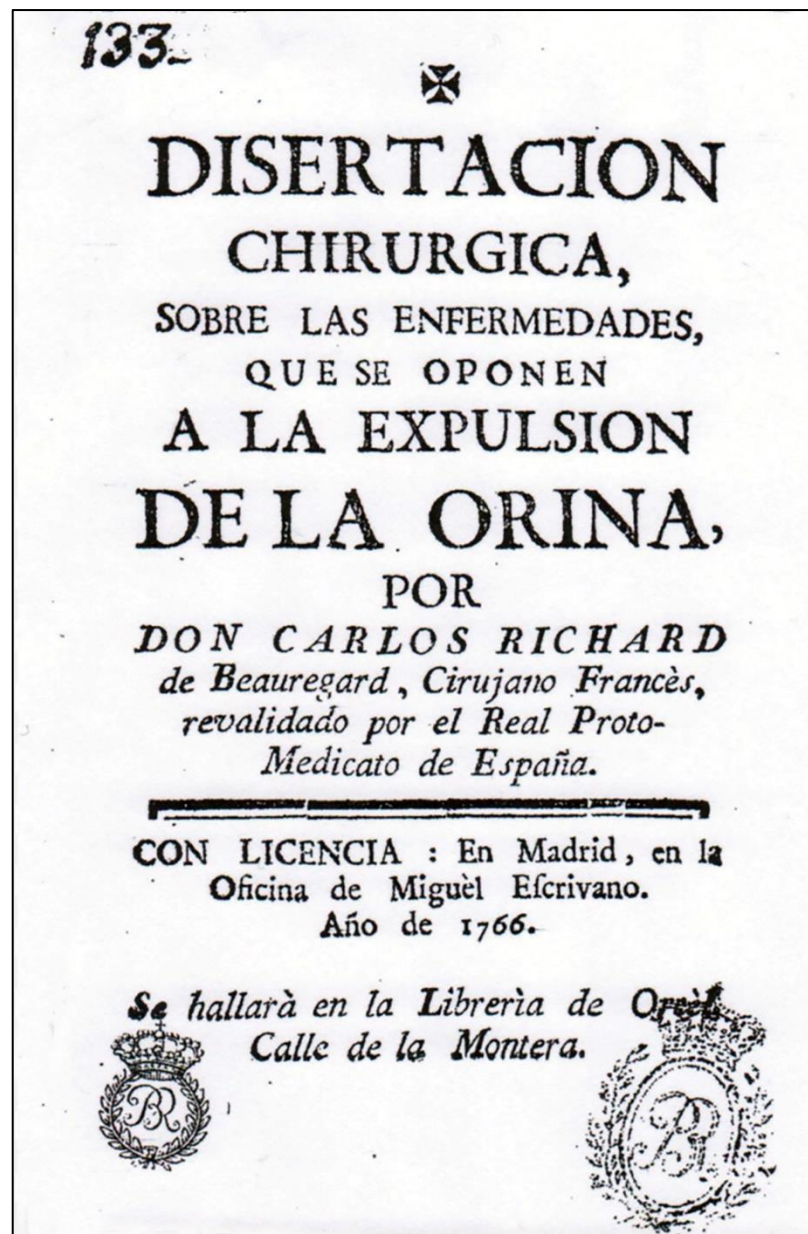 133-
DISERTACION
CHIRURGICA,
SOBRE LAS ENFERMEDADES,
QUE SE OPONEN
A LA EXPULSION
DE LA ORINA,
POR
DON CARLOS RICHARD
de Beauregard, Cirujano Francès,
revalidado por el Real Proto-
Medicato de España.
CON LICENCIA : En Madrid, en la
Oficina de Miguèl Eſcrivano.
Año de 1766.
Se hallarà en la Librerìa de
Calle de la Montera.
BR
BR